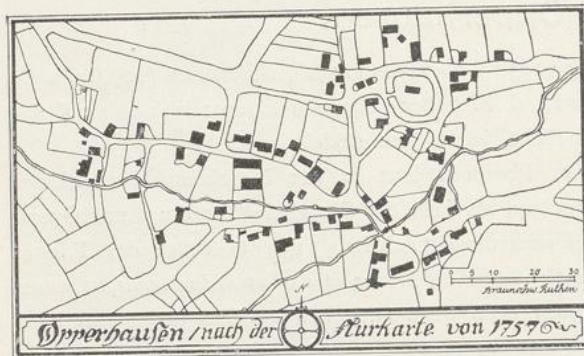 N
0 5 10 20 30
Braunschw. Ruthen
Opperhausen / nach der Flurkarte von 1757